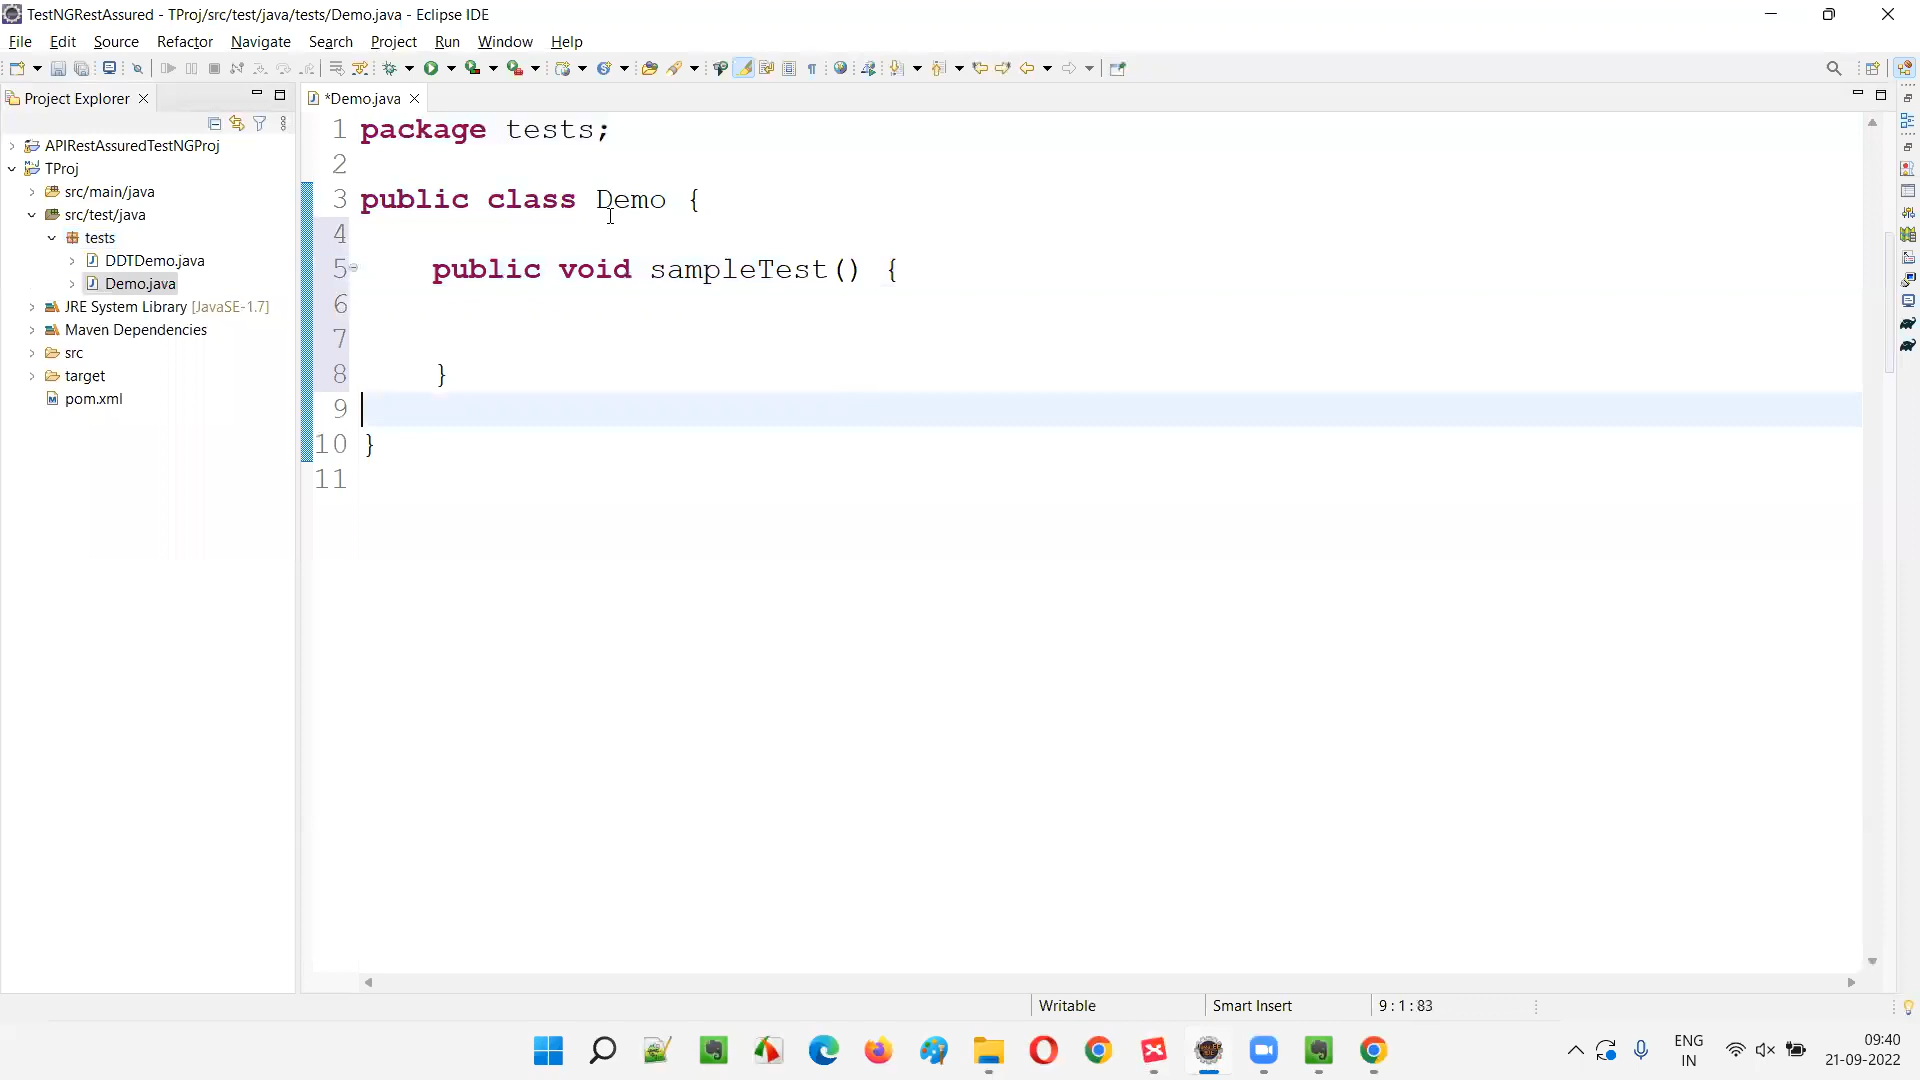 TestNGRestAssured - TProj/src/test/java/tests/Demo.java - Eclipse IDE
File Edit Source Refactor Navigate Search Project Run Window Help
Project Explorer
*Demo.java
APIRestAssuredTestNGProj
TProj
src/main/java
src/test/java
tests
DDTDemo.java
Demo.java
JRE System Library [JavaSE-1.7]
Maven Dependencies
src
target
pom.xml
1 package tests;
2
3 public class Demo {
4
5 public void sampleTest() {
6
7
8 }
9
10 }
11
Writable Smart Insert 9 : 1 : 83
ENG
IN
09:40
21-09-2022